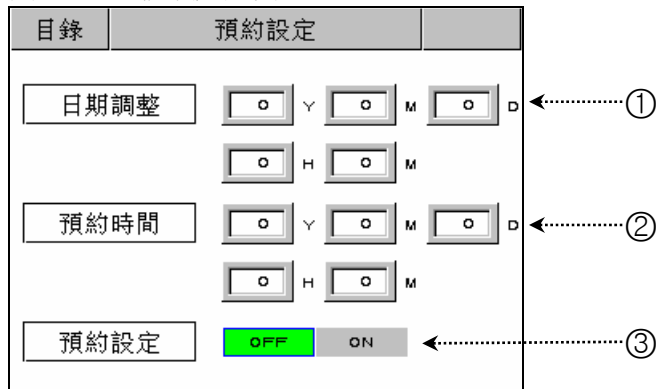 目錄 預約設定
日期調整 0 Y 0 M 0 D ①
0 H 0 M
預約時間 0 Y 0 M 0 D ②
0 H 0 M
預約設定 OFF ON ③